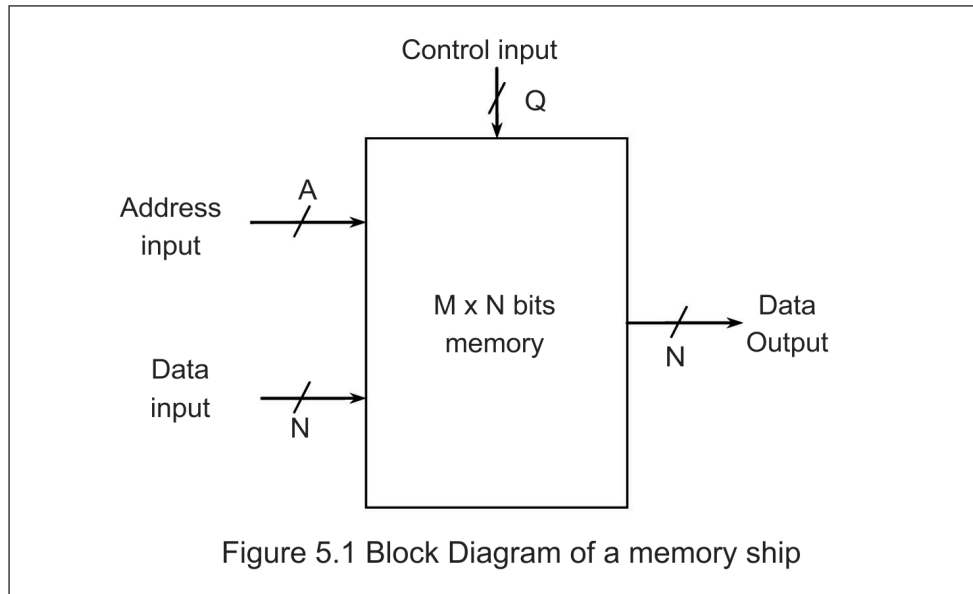 Control input
Q
A
Address
input
M x N bits
memory
Data
Output
N
Data
input
N
Figure 5.1 Block Diagram of a memory ship